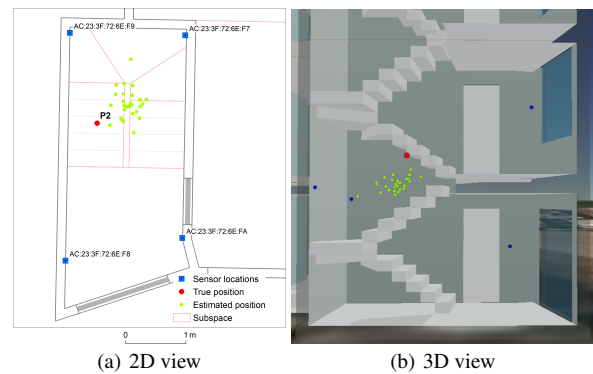 AC:23:3F:72:6E:F9
AC:23:3F:72:6E:F7
P2
AC:23:3F:72:6E:FA
AC:23:3F:72:6E:F8
Sensor locations
True position
Estimated position
Subspace
0 1 m
(a) 2D view
(b) 3D view